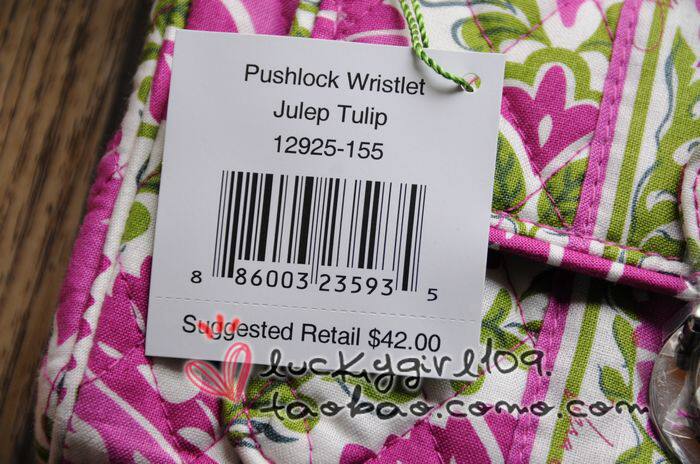 Pushlock Wristlet
Julep Tulip
12925-155
8 86003 23593 5
Suggested Retail $42.00
luckygirl109.
taobao.como.com